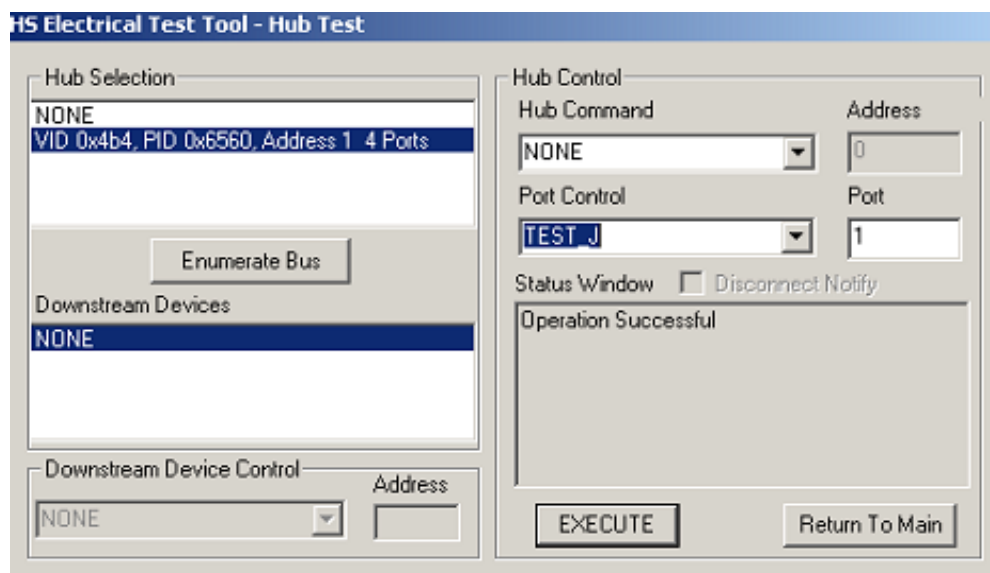 HS Electrical Test Tool - Hub Test
Hub Selection
NONE
VID 0x4b4, PID 0x6560, Address 1 4 Ports
Enumerate Bus
Downstream Devices
NONE
Downstream Device Control
Address
NONE
Hub Control
Hub Command
Address
NONE
0
Port Control
Port
TEST_J
1
Status Window
Disconnect Notify
Operation Successful
EXECUTE
Return To Main